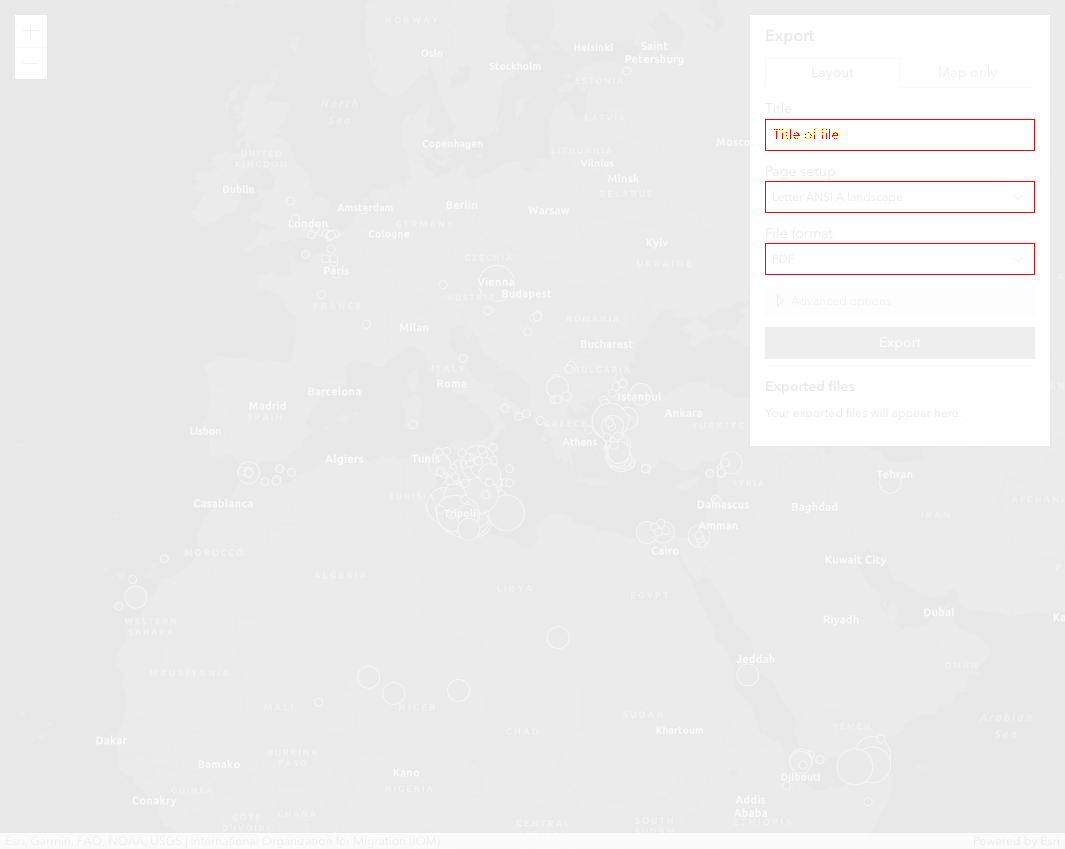 NORWAY
Oslo
Helsinki
Saint
Petersburg
Stockholm
ESTONIA
North
Sea
LATVIA
Copenhagen
LITHUANIA
Mosco
UNITED
KINGDOM
Vilnius
Minsk
Dublin
BELARUS
Amsterdam
Berlin
Warsaw
London
GERMANY
Cologne
Kyiv
CZECHIA
UKRAINE
Paris
Vienna
AUSTRIA
Budapest
FRANCE
ROMANIA
Milan
Bucharest
ITALY
BULGARIA
Rome
Barcelona
Istanbul
Madrid
SPAIN
Ankara
GREECE
TÜRKIYE
Lisbon
Athens
Algiers
Tunis
Tehran
SYRIA
TUNISIA
AFGHANI
Casablanca
Damascus
Baghdad
Tripoli
IRAN
Amman
Cairo
MOROCCO
Kuwait City
ALGERIA
LIBYA
EGYPT
Dubai
Ka
WESTERN
SAHARA
Riyadh
Jeddah
OMAN
MAURITANIA
MALI
NIGER
SUDAN
Arabian
Sea
CHAD
Khartoum
YEMEN
Dakar
BURKINA
FASO
Bamako
Kano
Djibouti
GUINEA
NIGERIA
Conakry
Addis
Ababa
CÔTE
D'IVOIRE
GHANA
CENTRAL
SOUTH
SUDAN
ETHIOPIA
Export
Layout
Map only
Title
Title of file
Page setup
Letter ANSI A landscape
File format
PDF
Advanced options
Export
Exported files
Your exported files will appear here.
Esri, Garmin, FAO, NOAA, USGS | International Organization for Migration (IOM)
Powered by Esri